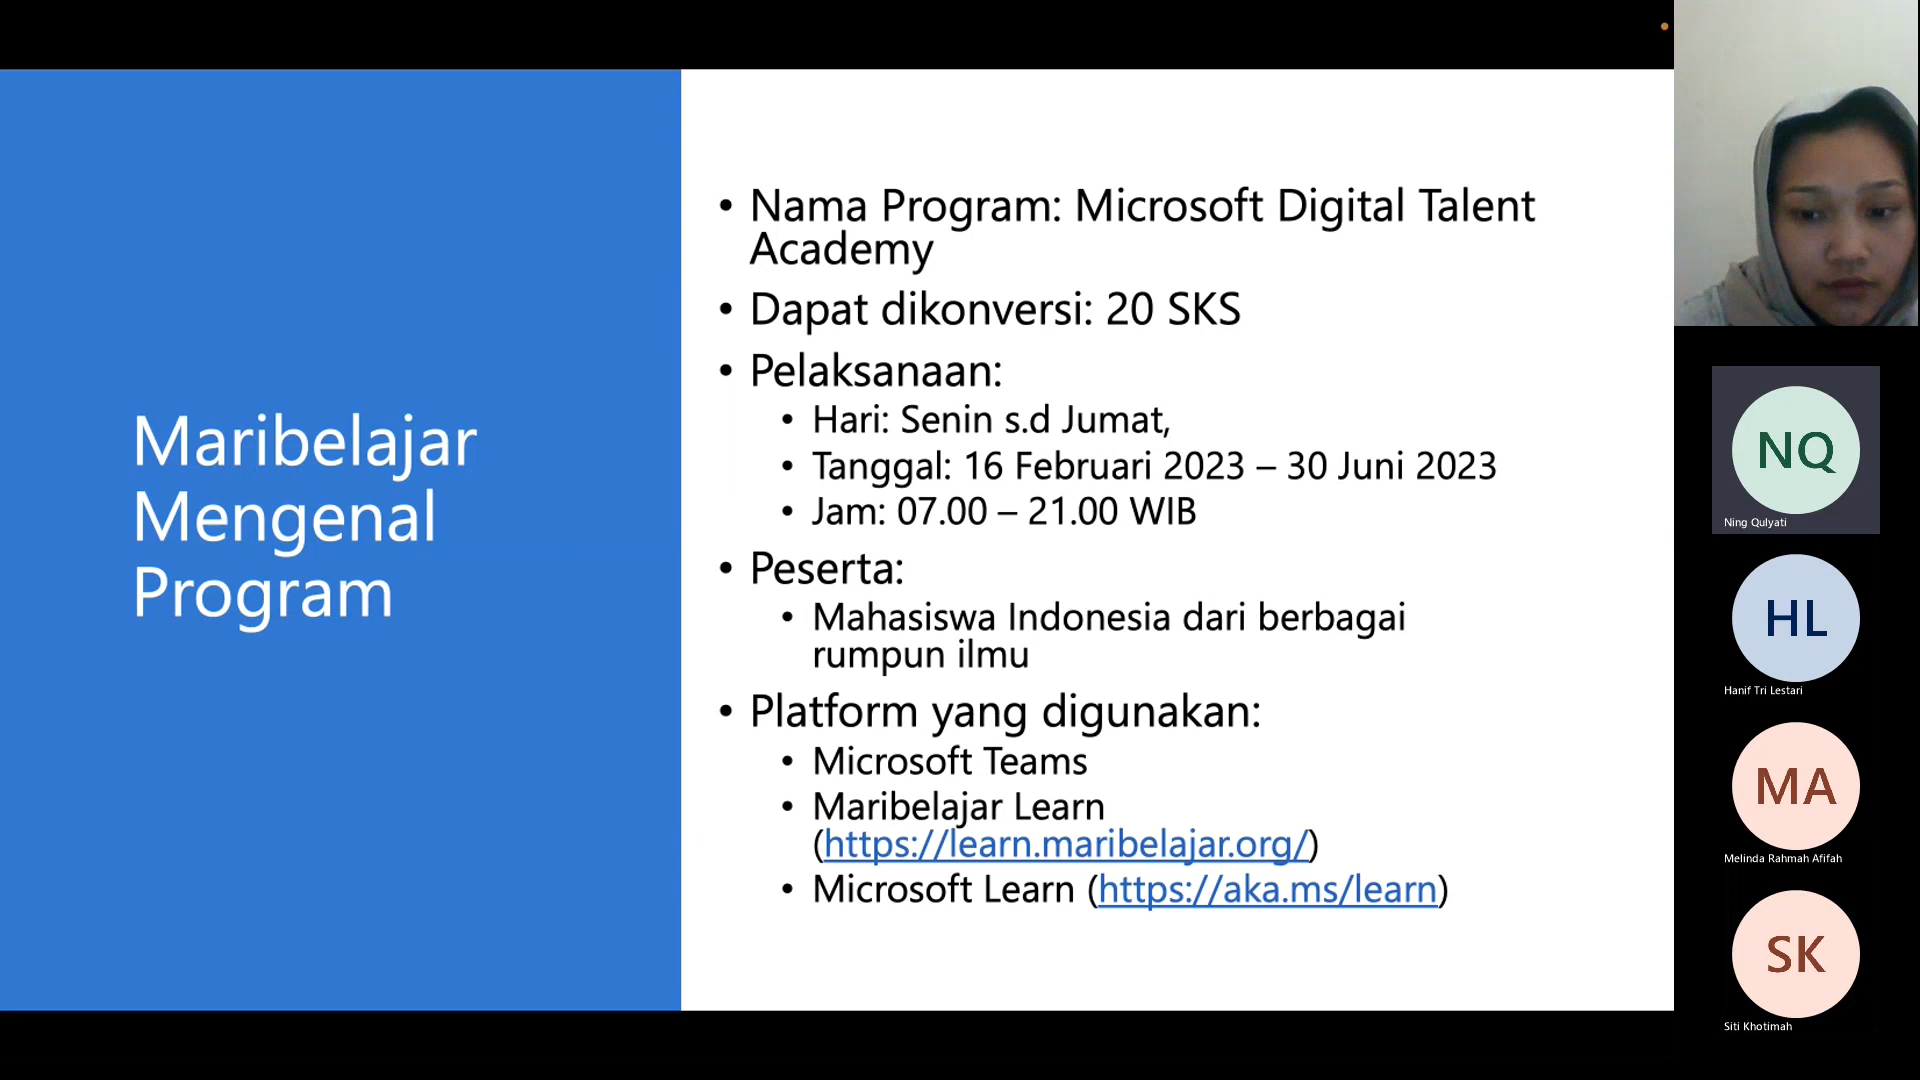 Maribelajar
Mengenal
Program
• Nama Program: Microsoft Digital Talent
Academy
• Dapat dikonversi: 20 SKS
• Pelaksanaan:
• Hari: Senin s.d Jumat,
• Tanggal: 16 Februari 2023 – 30 Juni 2023
• Jam: 07.00 – 21.00 WIB
• Peserta:
• Mahasiswa Indonesia dari berbagai
rumpun ilmu
• Platform yang digunakan:
• Microsoft Teams
• Maribelajar Learn
(https://learn.maribelajar.org/)
• Microsoft Learn (https://aka.ms/learn)
NQ
Ning Qulyati
HL
Hanif Tri Lestari
MA
Melinda Rahmah Afifah
SK
Siti Khotimah